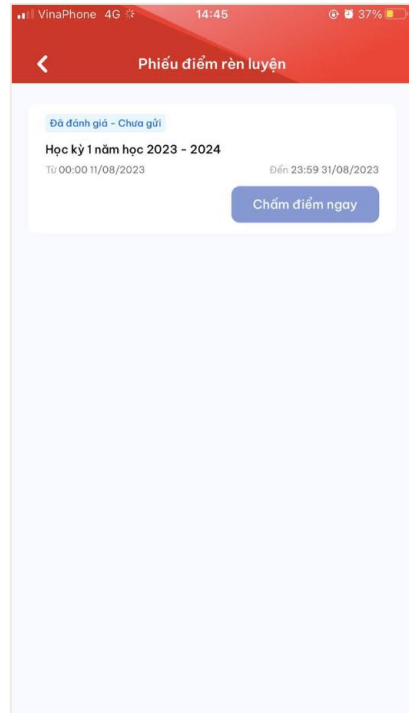 VinaPhone 4G 14:45 37%
Phiếu điểm rèn luyện
Đã đánh giá - Chưa gửi
Học kỳ 1 năm học 2023 - 2024
Từ 00:00 11/08/2023 Đến 23:59 31/08/2023
Chấm điểm ngay